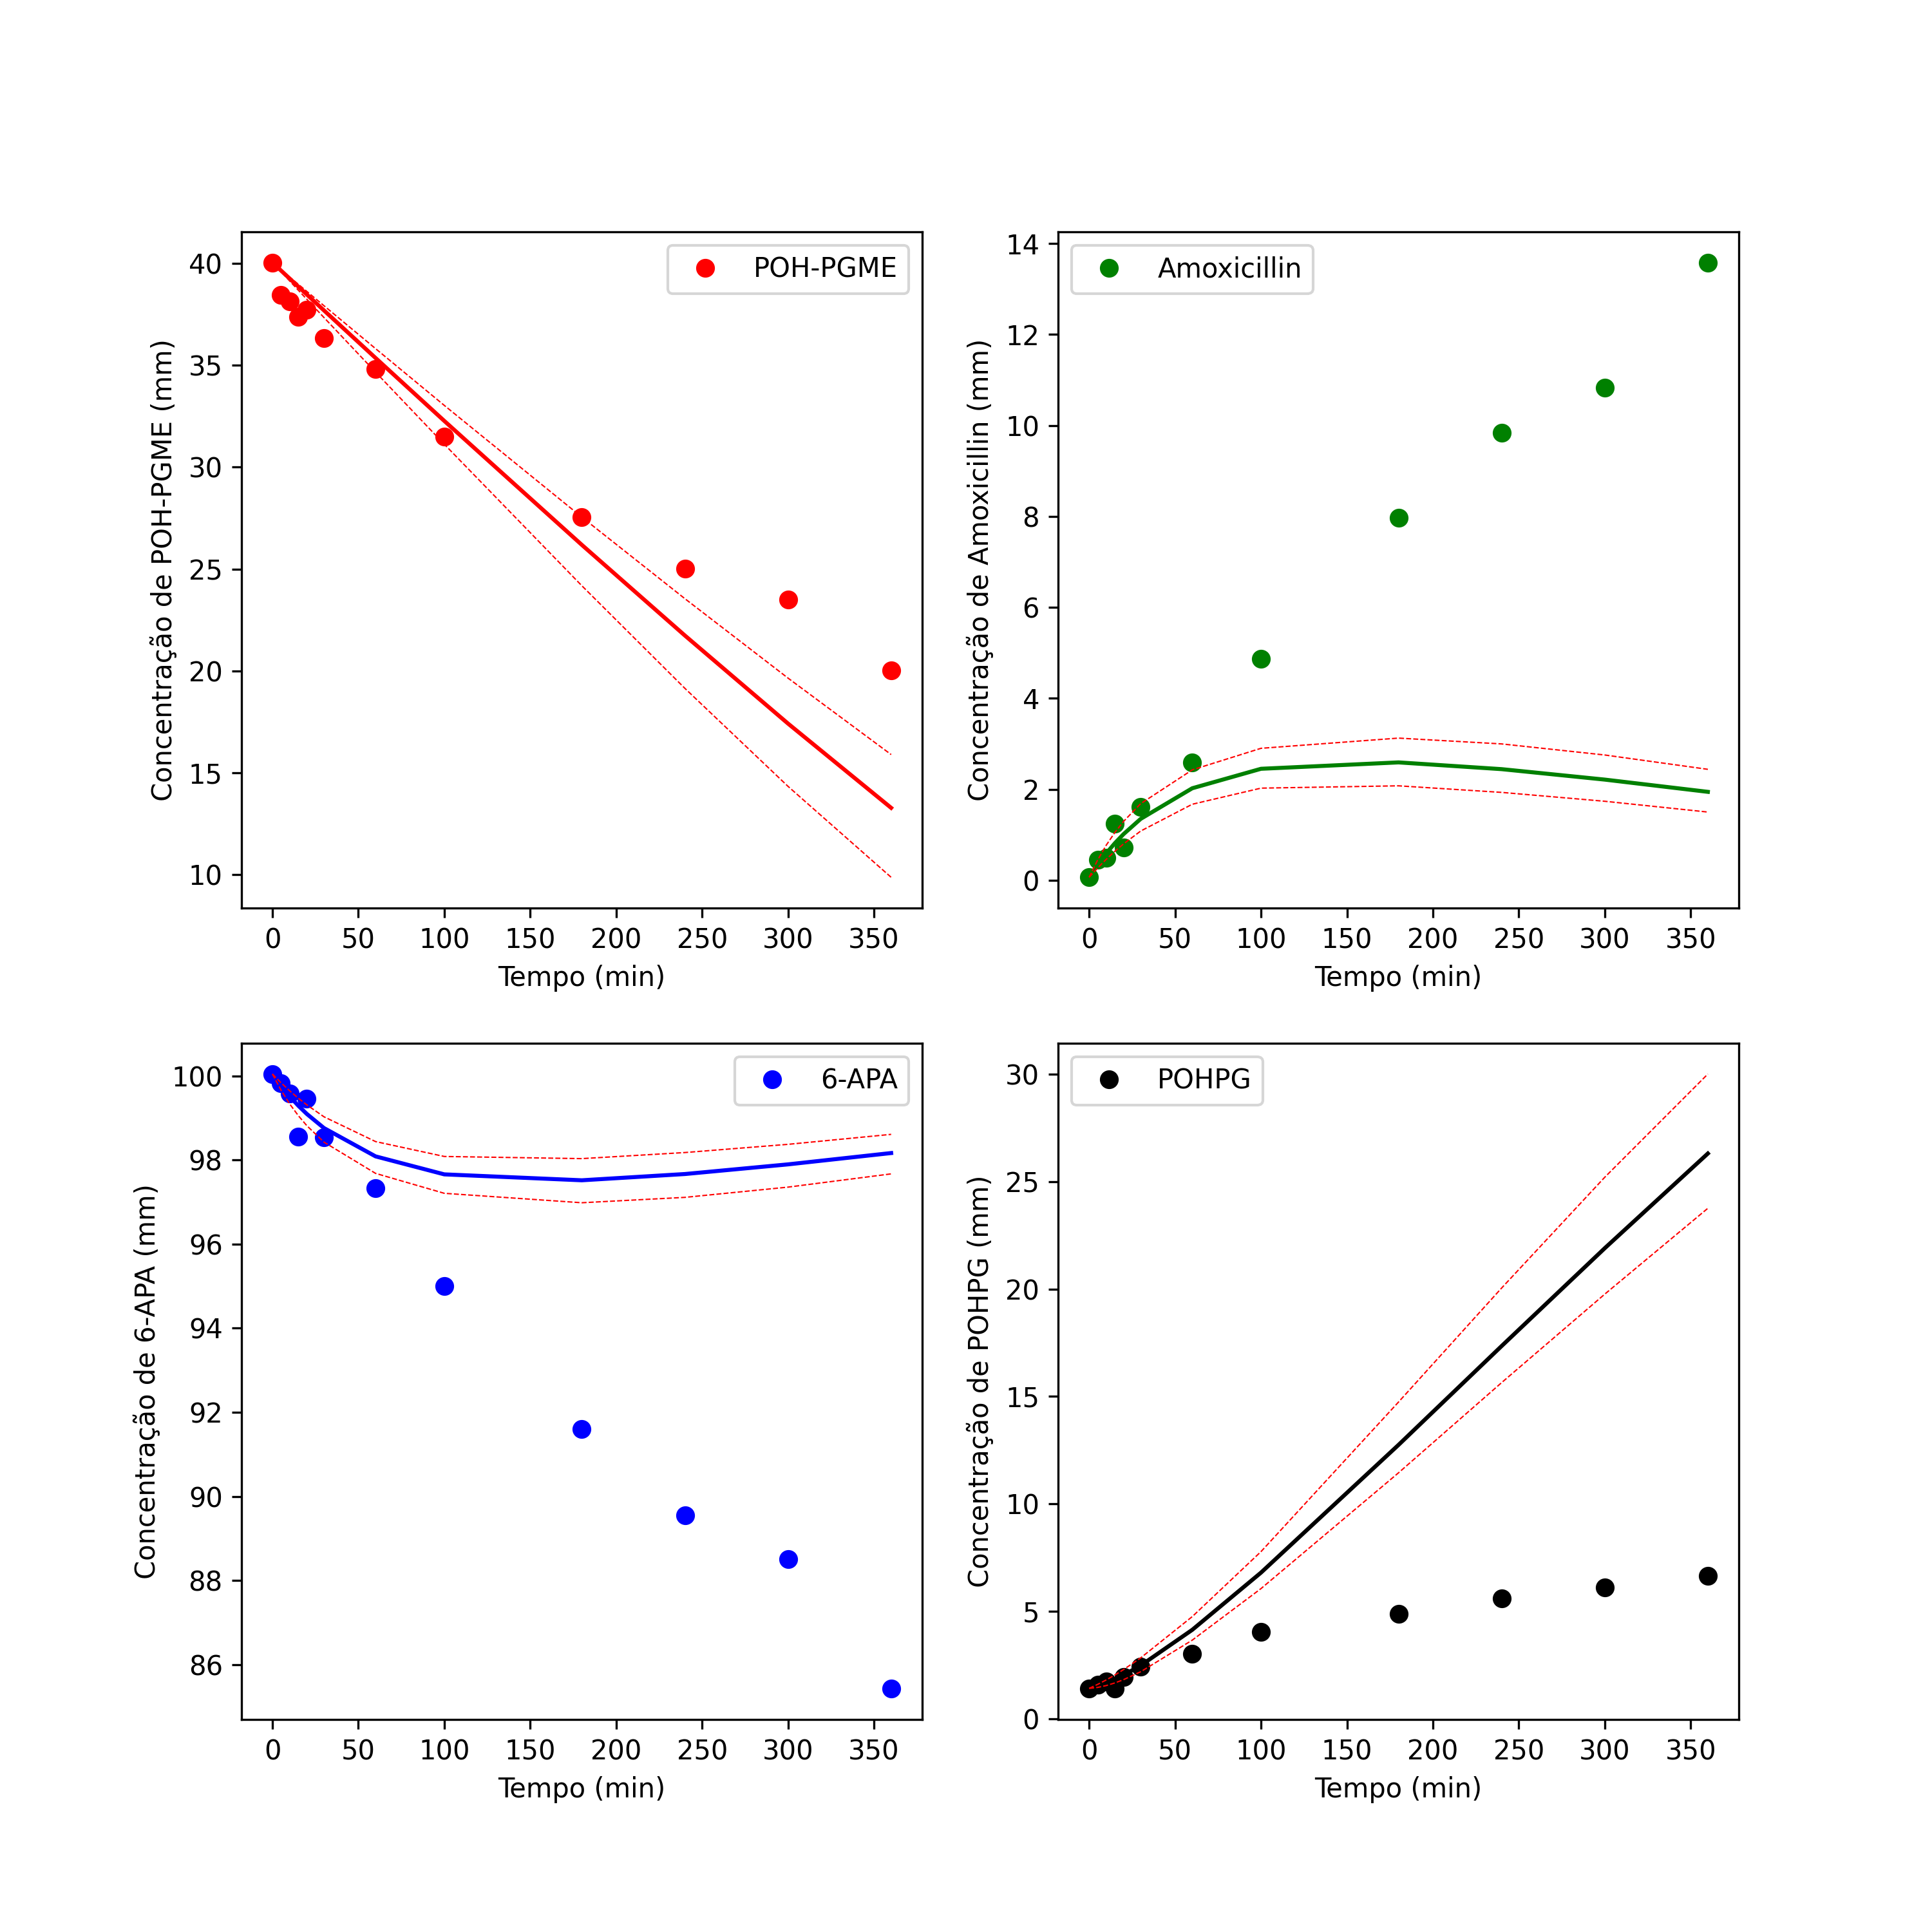 POH-PGME
Concentração de POH-PGME (mm)
40
35
30
25
20
15
10
0 50 100 150 200 250 300 350
Tempo (min)
Amoxicillin
Concentração de Amoxicillin (mm)
14
12
10
8
6
4
2
0
0 50 100 150 200 250 300 350
Tempo (min)
6-APA
Concentração de 6-APA (mm)
100
98
96
94
92
90
88
86
0 50 100 150 200 250 300 350
Tempo (min)
POHPG
Concentração de POHPG (mm)
30
25
20
15
10
5
0
0 50 100 150 200 250 300 350
Tempo (min)